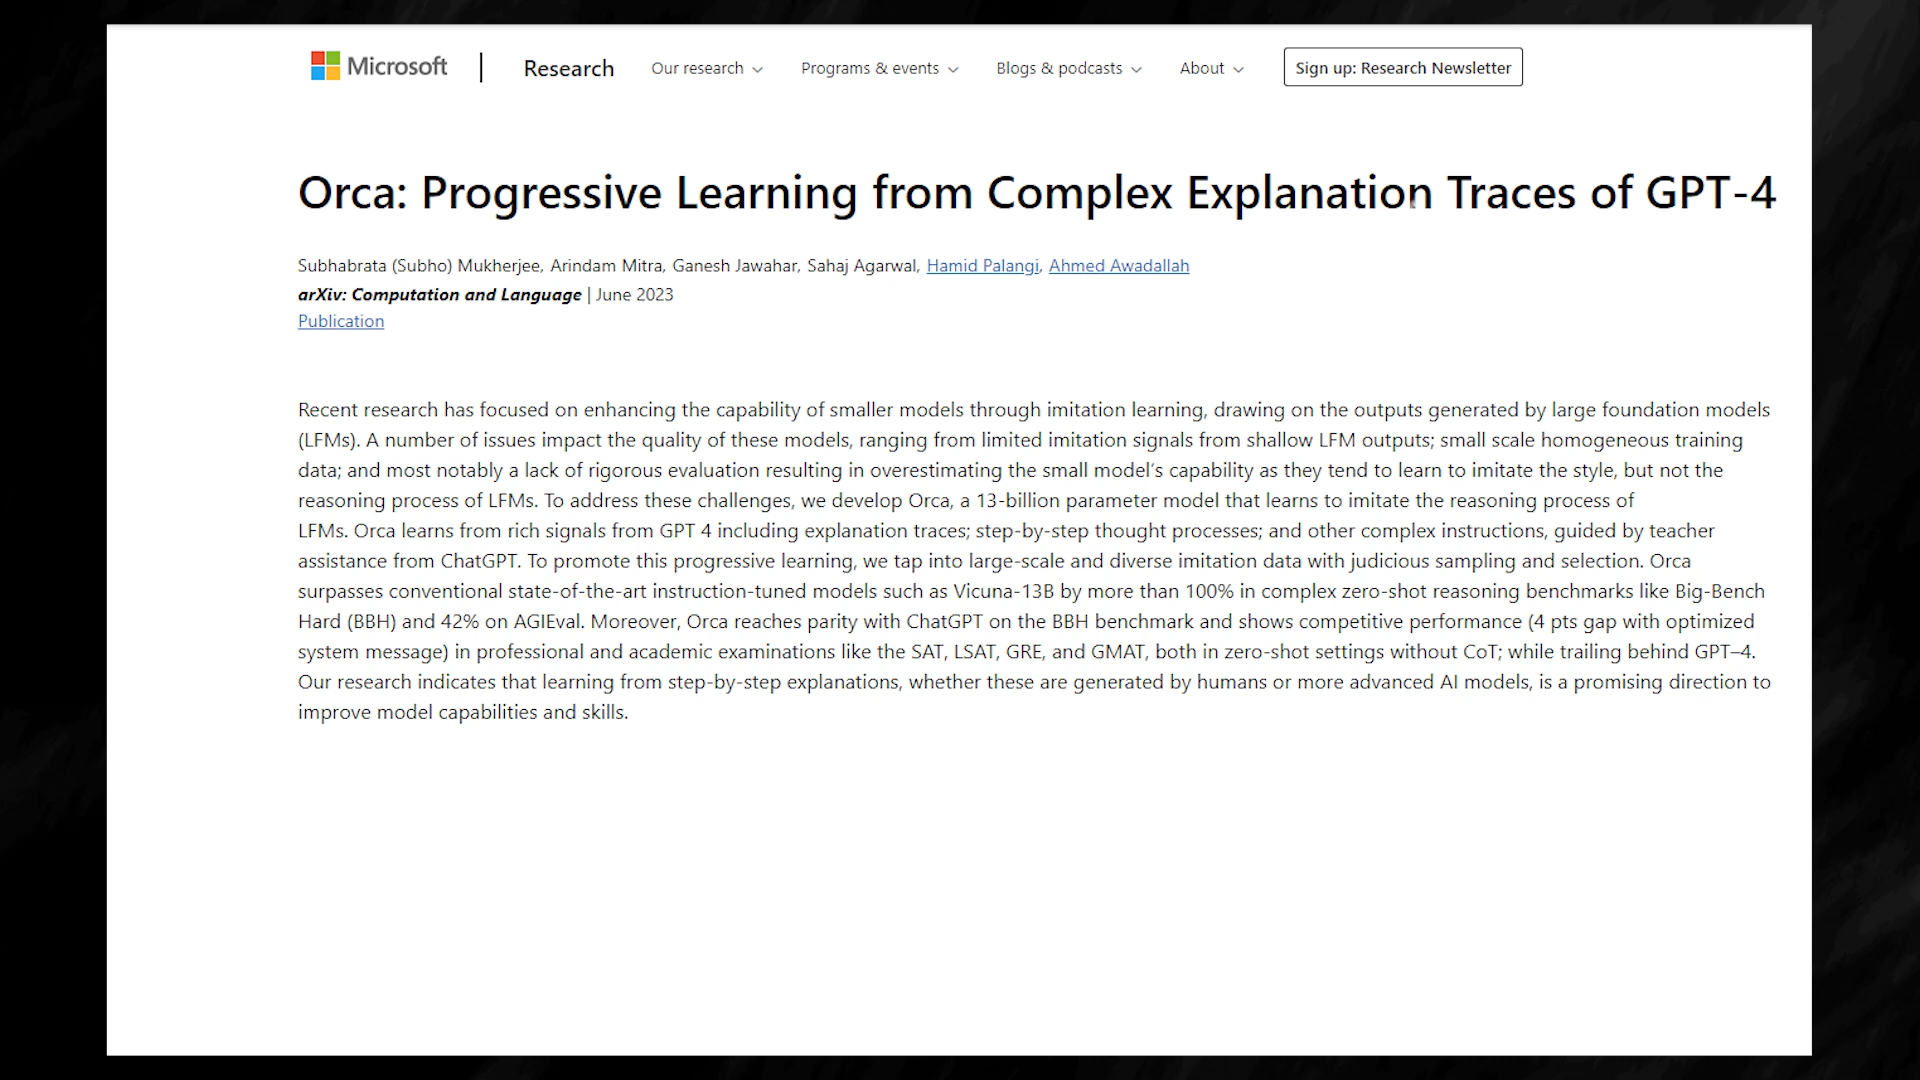 Microsoft | Research Our research Programs & events Blogs & podcasts About Sign up: Research Newsletter
Orca: Progressive Learning from Complex Explanation Traces of GPT-4
Subhabrata (Subho) Mukherjee, Arindam Mitra, Ganesh Jawahar, Sahaj Agarwal, Hamid Palangi, Ahmed Awadallah
arXiv: Computation and Language | June 2023
Publication
Recent research has focused on enhancing the capability of smaller models through imitation learning, drawing on the outputs generated by large foundation models
(LFMs). A number of issues impact the quality of these models, ranging from limited imitation signals from shallow LFM outputs; small scale homogeneous training
data; and most notably a lack of rigorous evaluation resulting in overestimating the small model’s capability as they tend to learn to imitate the style, but not the
reasoning process of LFMs. To address these challenges, we develop Orca, a 13-billion parameter model that learns to imitate the reasoning process of
LFMs. Orca learns from rich signals from GPT 4 including explanation traces; step-by-step thought processes; and other complex instructions, guided by teacher
assistance from ChatGPT. To promote this progressive learning, we tap into large-scale and diverse imitation data with judicious sampling and selection. Orca
surpasses conventional state-of-the-art instruction-tuned models such as Vicuna-13B by more than 100% in complex zero-shot reasoning benchmarks like Big-Bench
Hard (BBH) and 42% on AGIEval. Moreover, Orca reaches parity with ChatGPT on the BBH benchmark and shows competitive performance (4 pts gap with optimized
system message) in professional and academic examinations like the SAT, LSAT, GRE, and GMAT, both in zero-shot settings without CoT; while trailing behind GPT–4.
Our research indicates that learning from step-by-step explanations, whether these are generated by humans or more advanced AI models, is a promising direction to
improve model capabilities and skills.